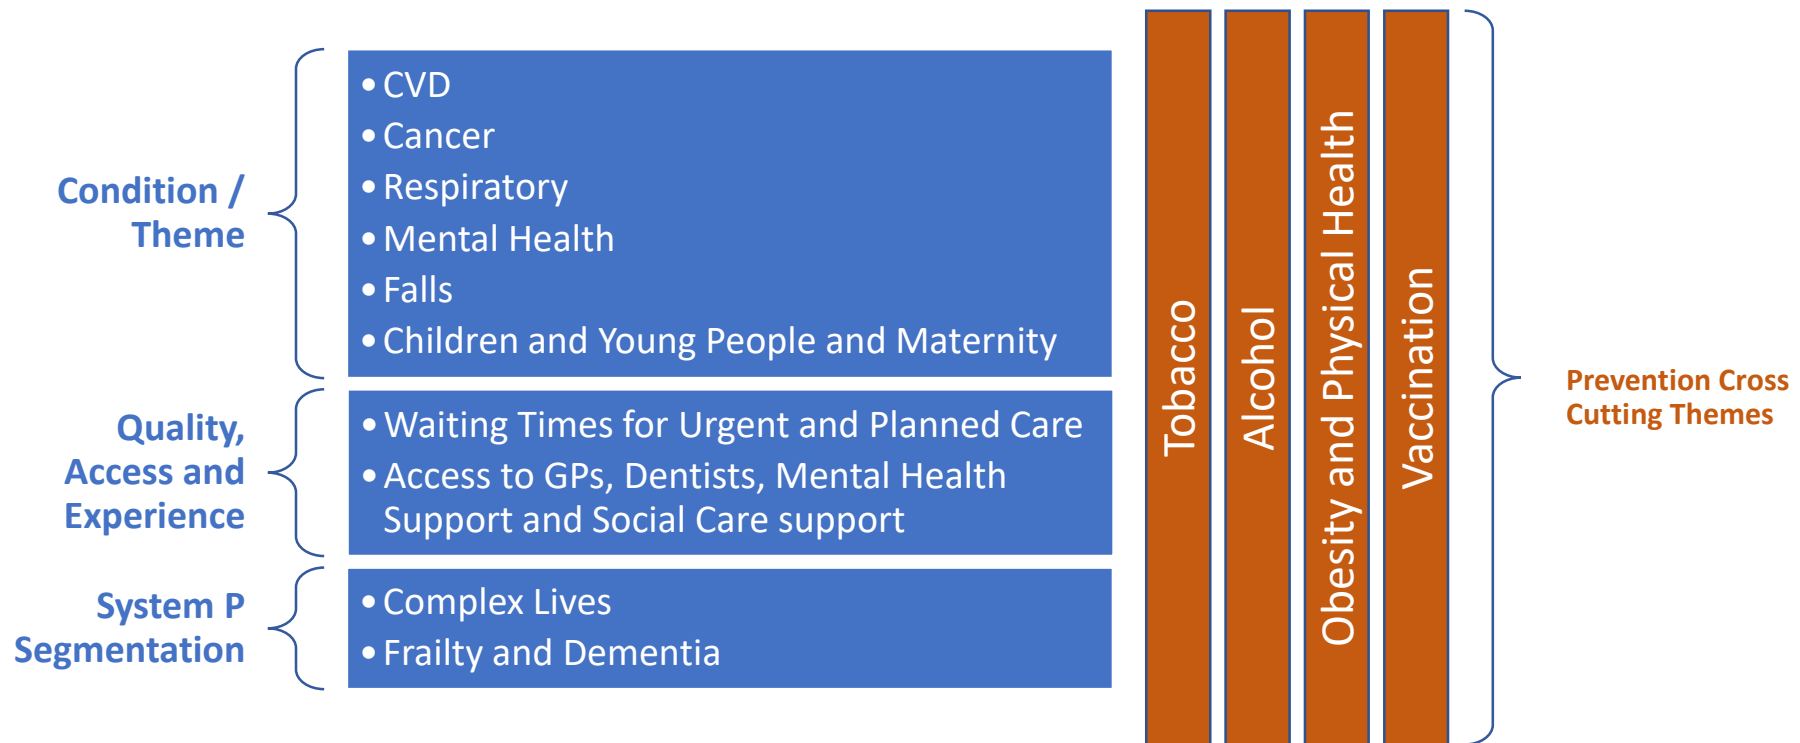 Condition /
Theme
• CVD
• Cancer
• Respiratory
• Mental Health
• Falls
• Children and Young People and Maternity
Quality,
Access and
Experience
• Waiting Times for Urgent and Planned Care
• Access to GPs, Dentists, Mental Health
Support and Social Care support
System P
Segmentation
• Complex Lives
• Frailty and Dementia
Tobacco
Alcohol
Obesity and Physical Health
Vaccination
Prevention Cross
Cutting Themes